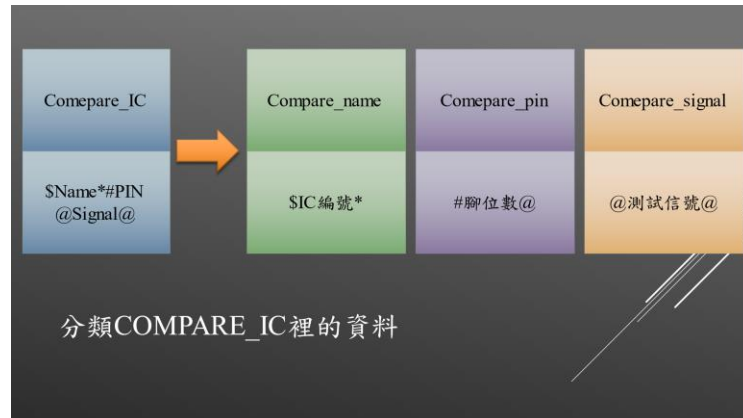 Comepare_IC
Compare_name
Comepare_pin
Comepare_signal
$Name*#PIN
@Signal@
$IC編號*
#腳位數@
@測試信號@
分類COMPARE_IC裡的資料